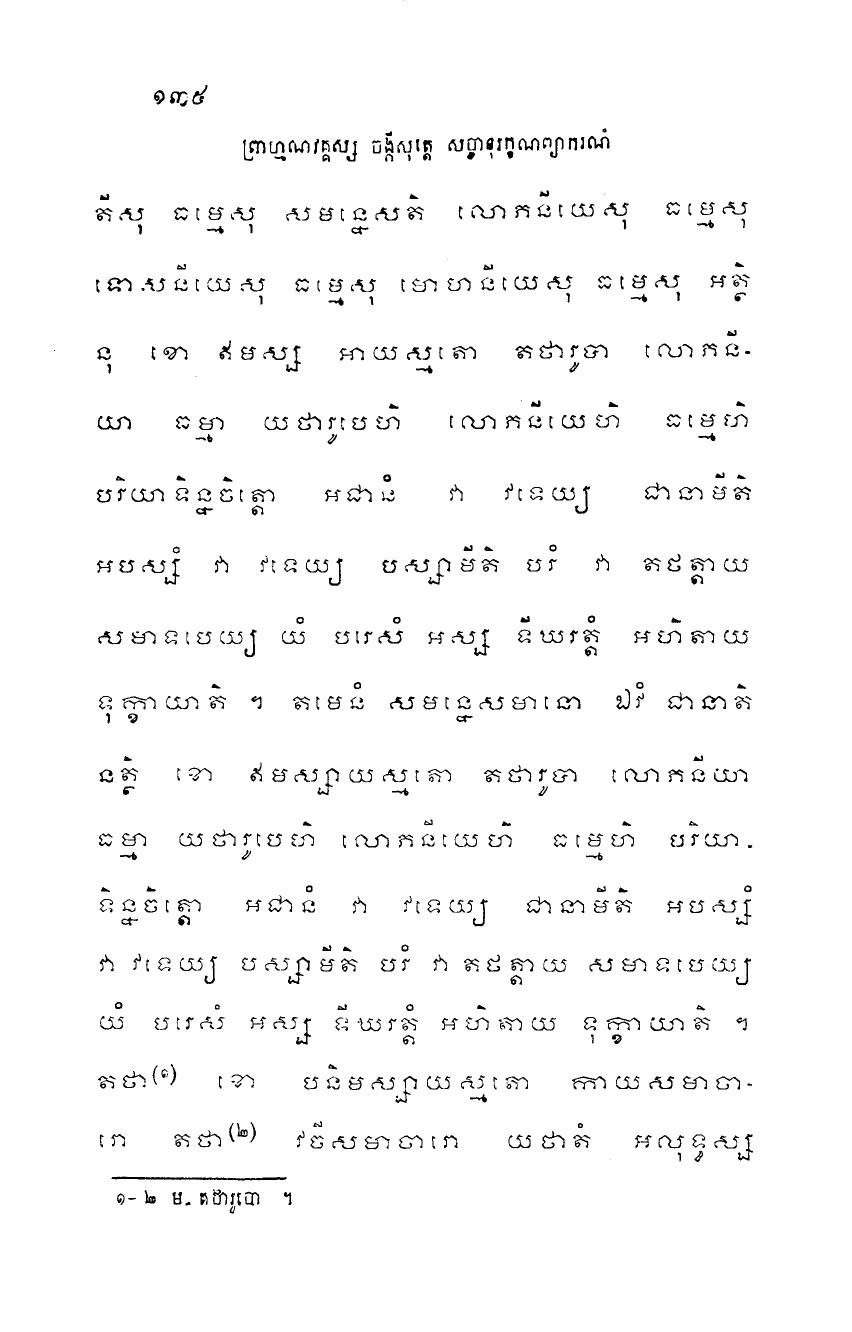 ១៣៥
ព្រាហ្មណវគ្គស្ស ចង្កីសុត្តេ សច្ចានុរក្ខណព្យាករណំ
តីសុ ធម្មេសុ សមន្នេសតិ លោភនីយេសុ ធម្មេសុ
ទោសនីយេសុ ធម្មេសុ មោហនីយេសុ ធម្មេសុ អត្ថិ
នុ ខោ ឥមស្ស អាយស្មតោ តថារូបា លោភនី-
យា ធម្មា យថារូបេហិ លោភនីយេហិ ធម្មេហិ
បរិយាទិន្នចិត្តោ អជានំ វា វទេយ្យ ជានាមីតិ
អបស្សំ វា វទេយ្យ បស្សាមីតិ បរំ វា តថត្តាយ
សមាទបេយ្យ យំ បរេសំ អស្ស ទីឃរត្តំ អហិតាយ
ទុក្ខាយាតិ ។ តមេនំ សមន្នេសមានោ ឯវំ ជានាតិ
នត្ថិ ខោ ឥមស្សាយស្មតោ តថារូបា លោភនីយា
ធម្មា យថារូបេហិ លោភនីយេហិ ធម្មេហិ បរិយា-
ទិន្នចិត្តោ អជានំ វា វទេយ្យ ជានាមីតិ អបស្សំ
វា វទេយ្យ បស្សាមីតិ បរំ វា តថត្តាយ សមាទបេយ្យ
យំ បរេសំ អស្ស ទីឃរត្តំ អហិតាយ ទុក្ខាយាតិ ។
តថា(១) ខោ បនិមស្សាយស្មតោ កាយសមាចា-
រោ តថា(២) វចីសមាចារោ យថាតំ អលុទ្ធស្ស
១- ២ ម. តថារូបោ ។